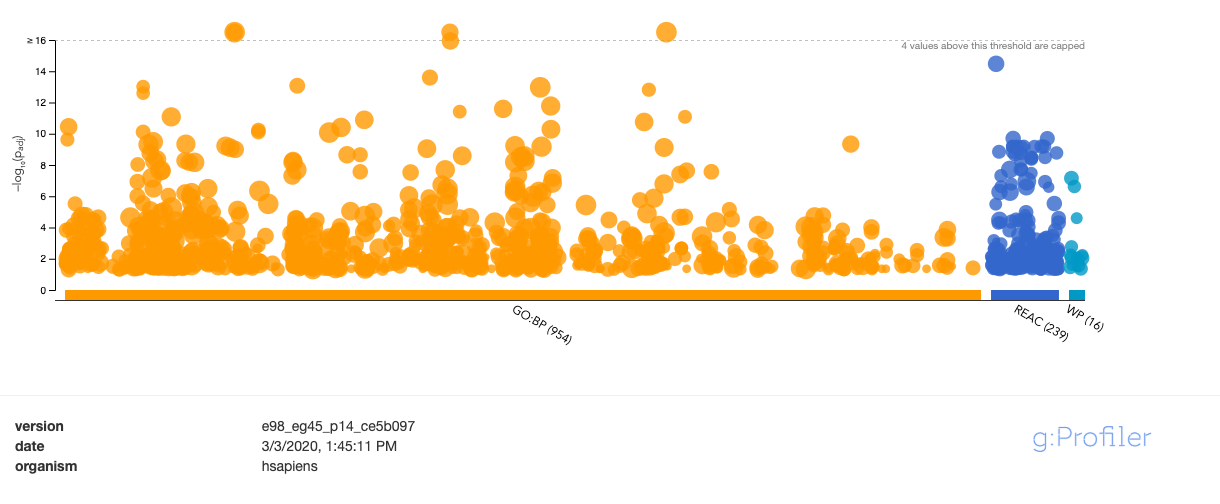 ≥ 16
4 values above this threshold are capped
14
12
10
8
6
4
2
0
−log₁₀(pₐdⱼ)
GO:BP (954)
REAC (239)
WP (16)
version e98_eg45_p14_ce5b097
date 3/3/2020, 1:45:11 PM
organism hsapiens
g:Profiler